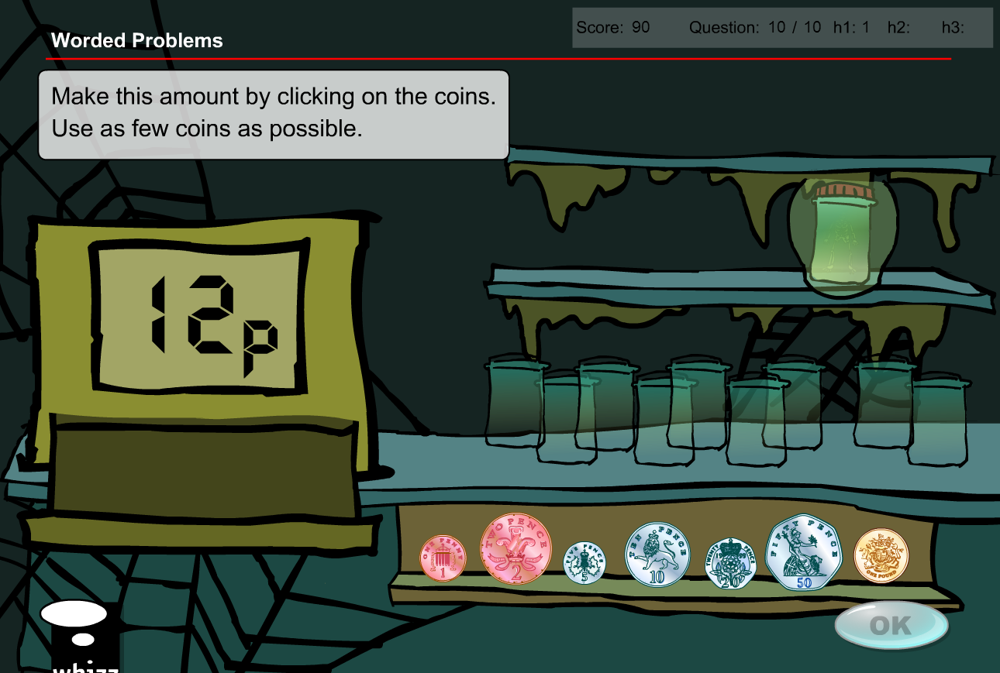 Score: 90 Question: 10 / 10 h1: 1 h2: h3:
Worded Problems
Make this amount by clicking on the coins.
Use as few coins as possible.
12p
ONE PENNY 1
TWO PENCE 2
FIVE PENCE 5
TEN PENCE 10
TWENTY PENCE 20
FIFTY PENCE 50
ONE POUND
OK
whizz